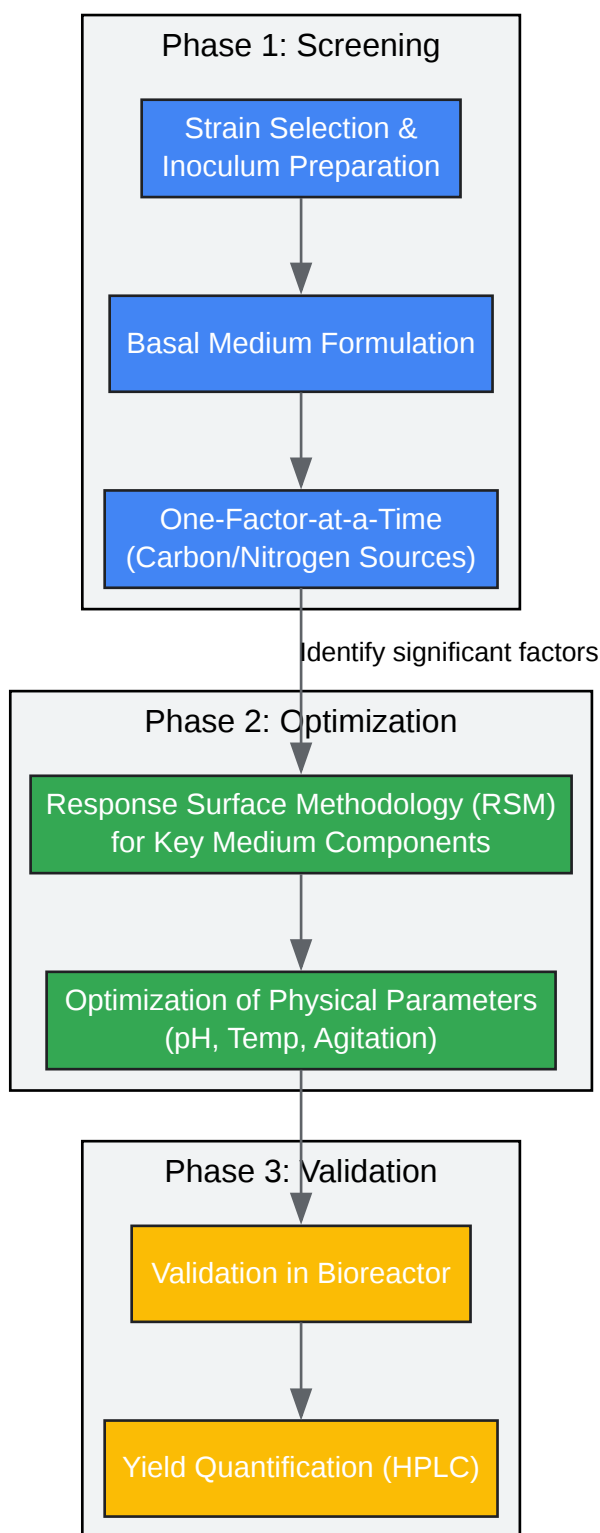 Phase 1: Screening
Strain Selection &
Inoculum Preparation
Basal Medium Formulation
One-Factor-at-a-Time
(Carbon/Nitrogen Sources)
Identify significant factors
Phase 2: Optimization
Response Surface Methodology (RSM)
for Key Medium Components
Optimization of Physical Parameters
(pH, Temp, Agitation)
Phase 3: Validation
Validation in Bioreactor
Yield Quantification (HPLC)